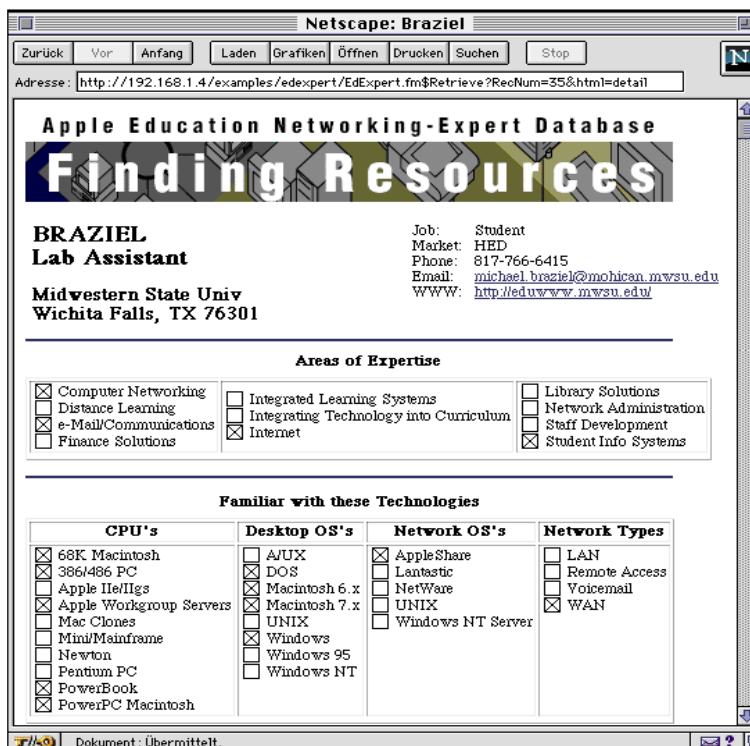 Netscape: Braziel
Zurück Vor Anfang Laden Grafiken Öffnen Drucken Suchen Stop
N
Adresse: http://192.168.1.4/examples/edexpert/EdExpert.fm$Retrieve?RecNum=35&html=detail
Apple Education Networking-Expert Database
Finding Resources
BRAZIEL
Lab Assistant
Midwestern State Univ
Wichita Falls, TX 76301
Job: Student
Market: HED
Phone: 817-766-6415
Email: michael.braziel@mohican.mwsu.edu
WWW: http://eduwww.mwsu.edu/
Areas of Expertise
Computer Networking
Distance Learning
e-Mail/Communications
Finance Solutions
Integrated Learning Systems
Integrating Technology into Curriculum
Internet
Library Solutions
Network Administration
Staff Development
Student Info Systems
Familiar with these Technologies
CPU's
68K Macintosh
386/486 PC
Apple IIe/IIgs
Apple Workgroup Servers
Mac Clones
Mini/Mainframe
Newton
Pentium PC
PowerBook
PowerPC Macintosh
Desktop OS's
A/UX
DOS
Macintosh 6.x
Macintosh 7.x
UNIX
Windows
Windows 95
Windows NT
Network OS's
AppleShare
Lantastic
NetWare
UNIX
Windows NT Server
Network Types
LAN
Remote Access
Voicemail
WAN
Dokument: Übermittelt.
?